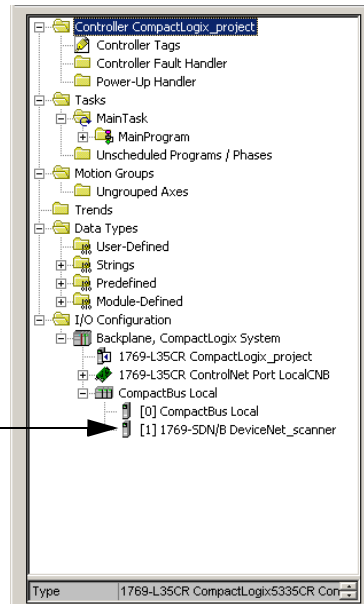 Controller CompactLogix_project
Controller Tags
Controller Fault Handler
Power-Up Handler
Tasks
MainTask
MainProgram
Unscheduled Programs / Phases
Motion Groups
Ungrouped Axes
Trends
Data Types
User-Defined
Strings
Predefined
Module-Defined
I/O Configuration
Backplane, CompactLogix System
1769-L35CR CompactLogix_project
1769-L35CR ControlNet Port LocalCNB
CompactBus Local
[0] CompactBus Local
[1] 1769-SDN/B DeviceNet_scanner
Type 1769-L35CR CompactLogix5335CR Con